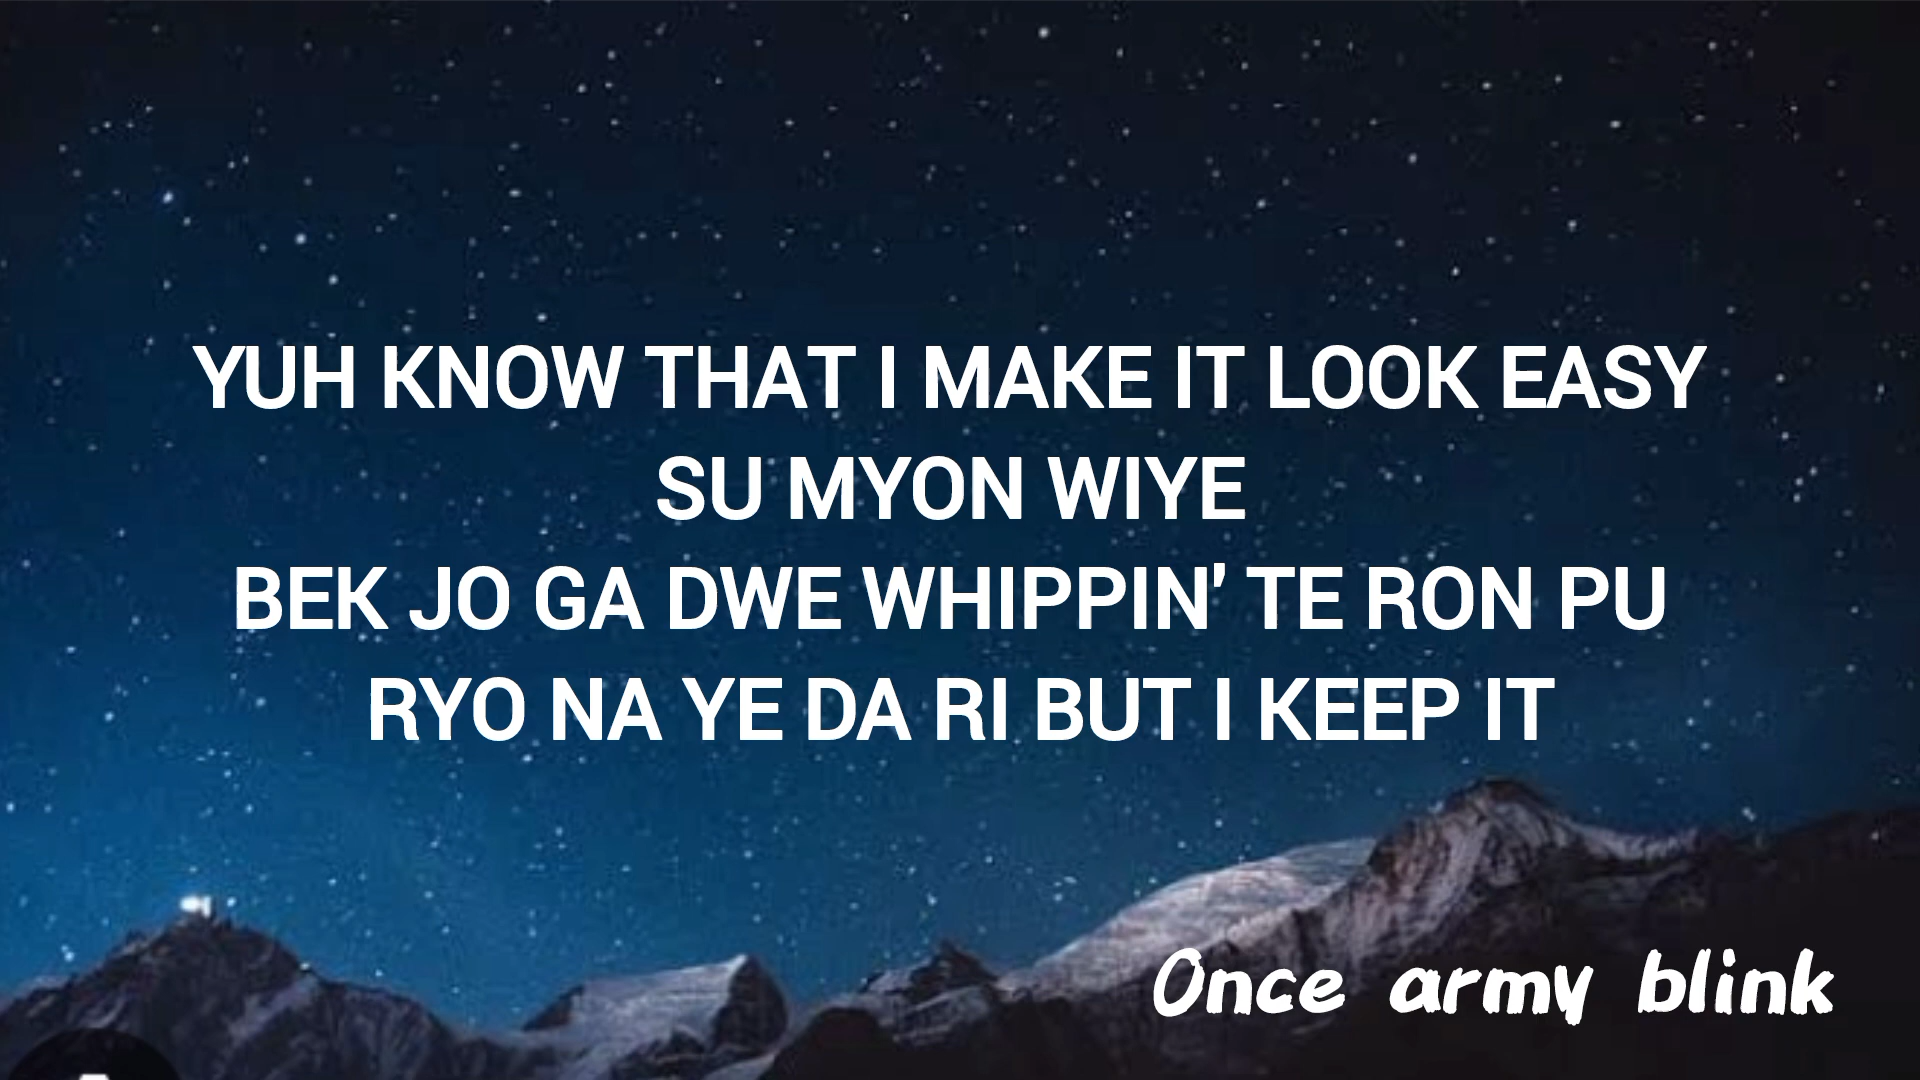 YUH KNOW THAT I MAKE IT LOOK EASY
SU MYON WIYE
BEK JO GA DWE WHIPPIN' TE RON PU
RYO NA YE DA RI BUT I KEEP IT
Once army blink